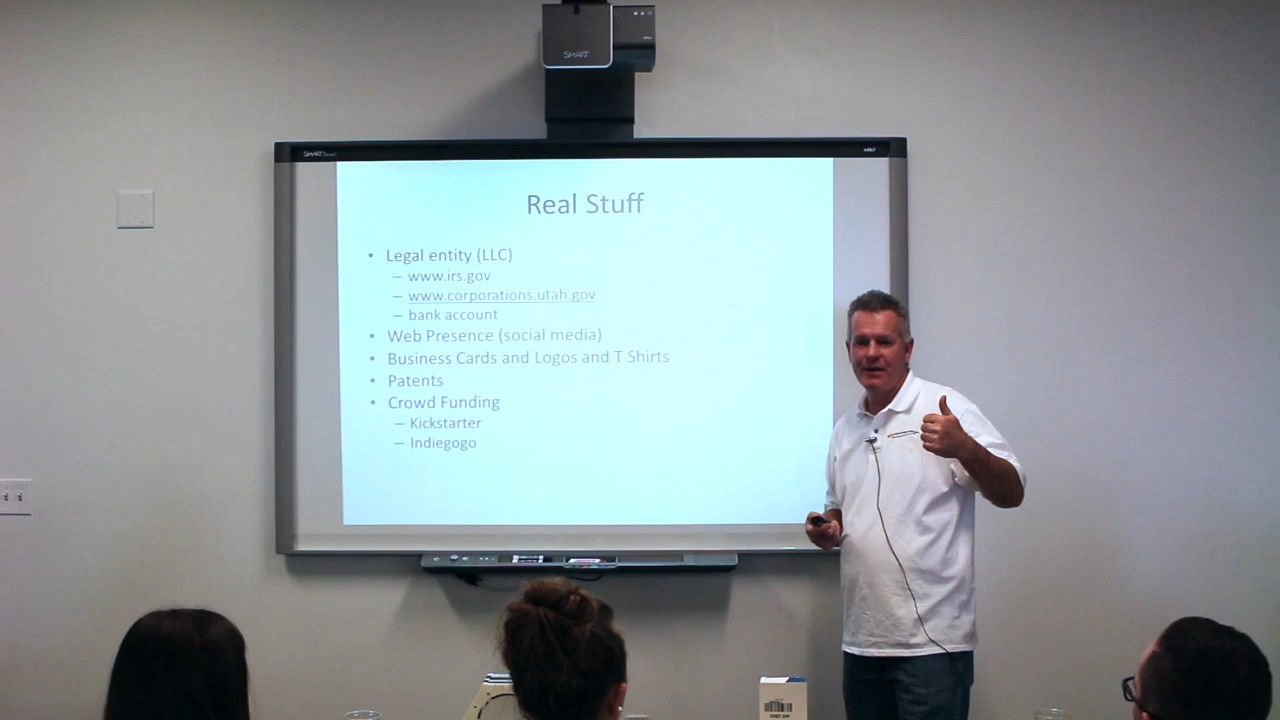 SMART
SMART
Real Stuff
• Legal entity (LLC)
– www.irs.gov
– www.corporations.utah.gov
– bank account
• Web Presence (social media)
• Business Cards and Logos and T Shirts
• Patents
• Crowd Funding
– Kickstarter
– Indiegogo